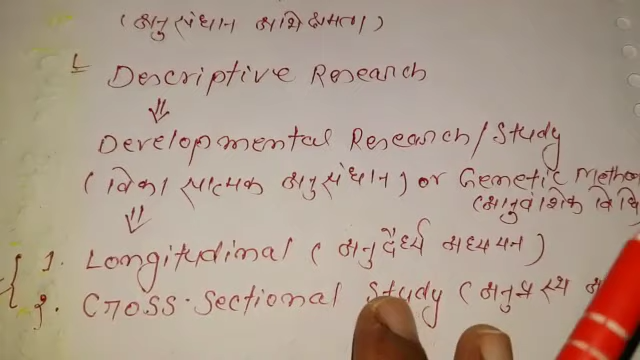 (अनुसंधान अभिक्षमता)
Descriptive Research
Developmental Research/Study
(विकासात्मक अनुसंधान) or Genetic Method
(आनुवंशिक विधि
1. Longitudinal (अनुदैर्ध्य अध्ययन)
2. Cross-Sectional Study (अनुप्रस्थ